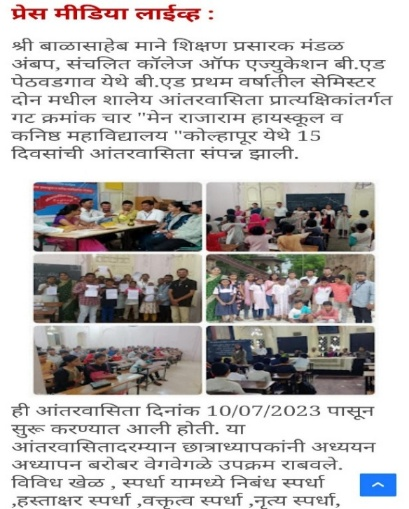 प्रेस मीडिया लाईव्ह :
श्री बाळासाहेब माने शिक्षण प्रसारक मंडळ
अंबप, संचलित कॉलेज ऑफ एज्युकेशन बी.एड
पेठवडगाव येथे बी.एड प्रथम वर्षातील सेमिस्टर
दोन मधील शालेय आंतरवासिता प्रात्यक्षिकांतर्गत
गट क्रमांक चार "मेन राजाराम हायस्कूल व
कनिष्ठ महाविद्यालय "कोल्हापूर येथे 15
दिवसांची आंतरवासिता संपन्न झाली.
ही आंतरवासिता दिनांक 10/07/2023 पासून
सुरू करण्यात आली होती. या
आंतरवासितादरम्यान छात्राध्यापकांनी अध्ययन
अध्यापन बरोबर वेगवेगळे उपक्रम राबवले.
विविध खेळ , स्पर्धा यामध्ये निबंध स्पर्धा
,हस्ताक्षर स्पर्धा ,वक्तृत्व स्पर्धा ,नृत्य स्पर्धा,